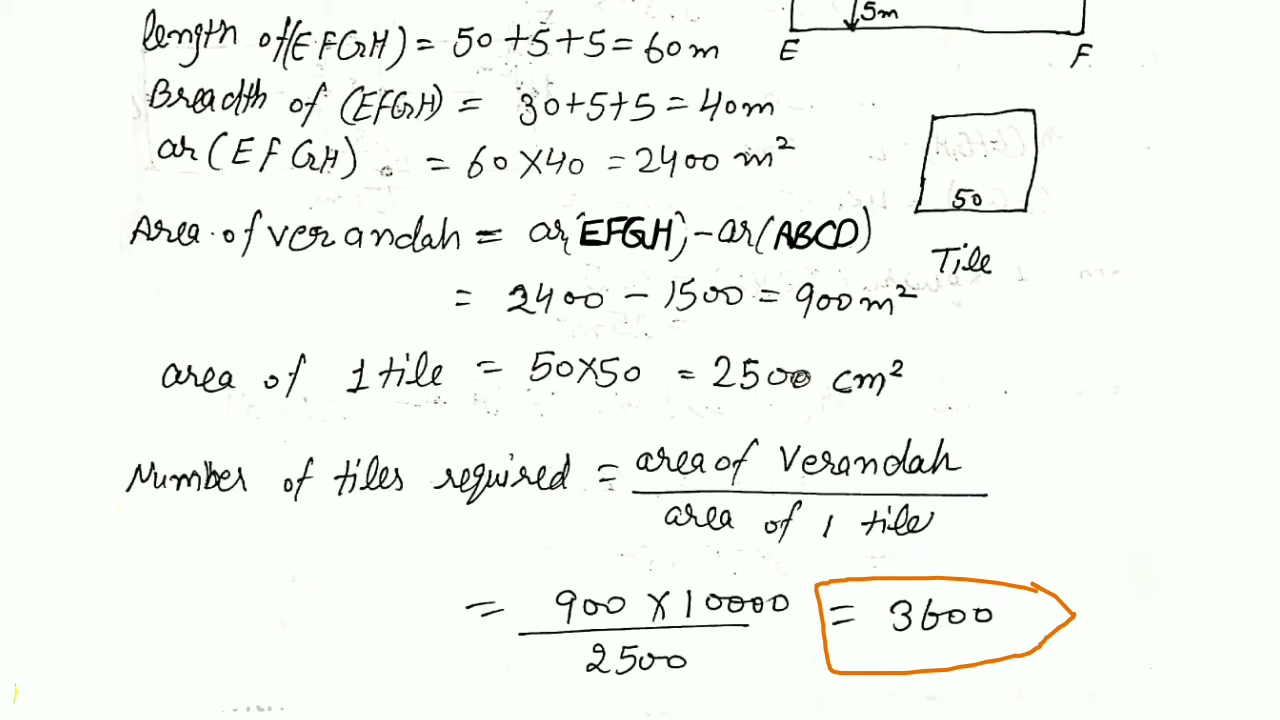 5m
length of (EFGH) = 50 + 5 + 5 = 60m
E F
Breadth of (EFGH) = 30+5+5 = 40m
ar (EFGH) = 60 X 40 = 2400 m²
50
Area of verandah = ar(EFGH) - ar(ABCD)
Tile
= 2400 - 1500 = 900m²
area of 1 tile = 50X50 = 2500 cm²
Number of tiles required = area of Verandah
area of 1 tile
= 900 X 10000 = 3600
2500